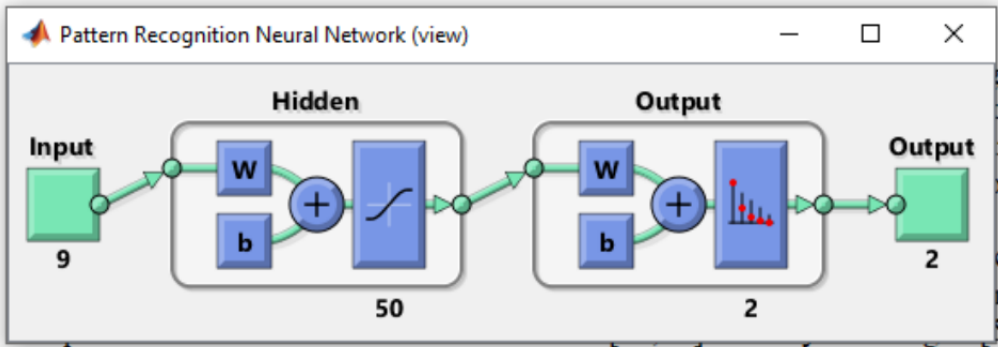 Pattern Recognition Neural Network (view)
Hidden
Output
Input
Output
W
W
b
b
9
2
50
2